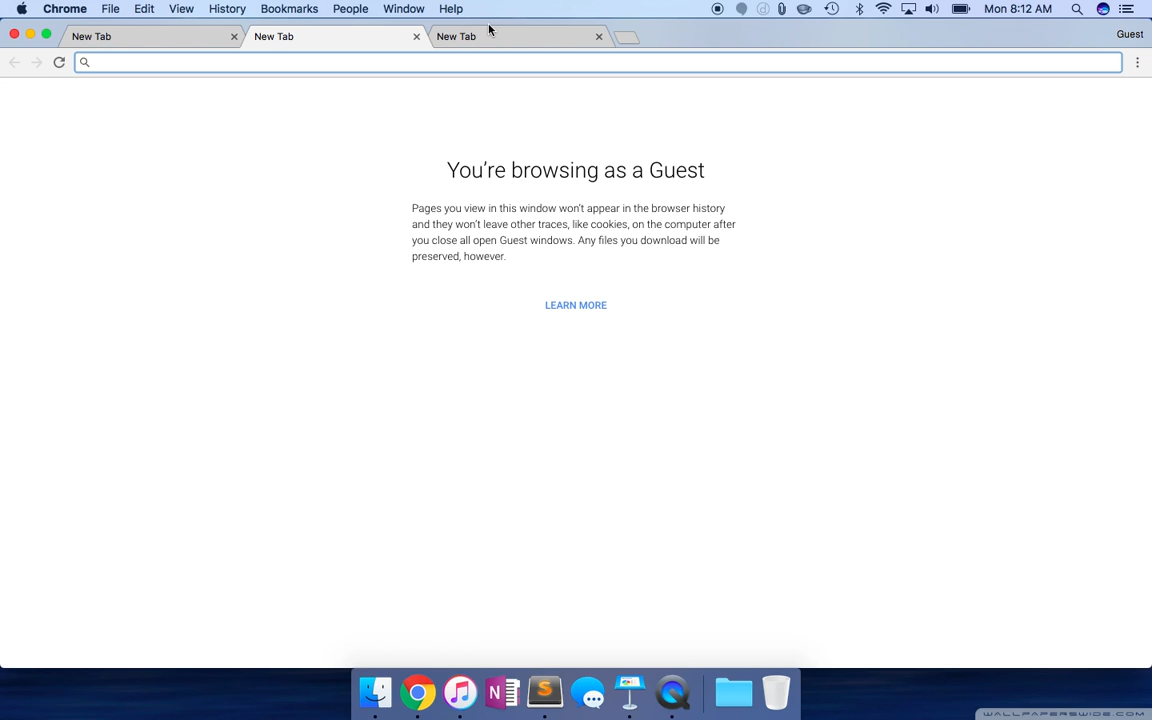 Chrome File Edit View History Bookmarks People Window Help Mon 8:12 AM
New Tab New Tab New Tab Guest
You're browsing as a Guest
Pages you view in this window won't appear in the browser history
and they won't leave other traces, like cookies, on the computer after
you close all open Guest windows. Any files you download will be
preserved, however.
LEARN MORE
WALLPAPERSWIDE.COM